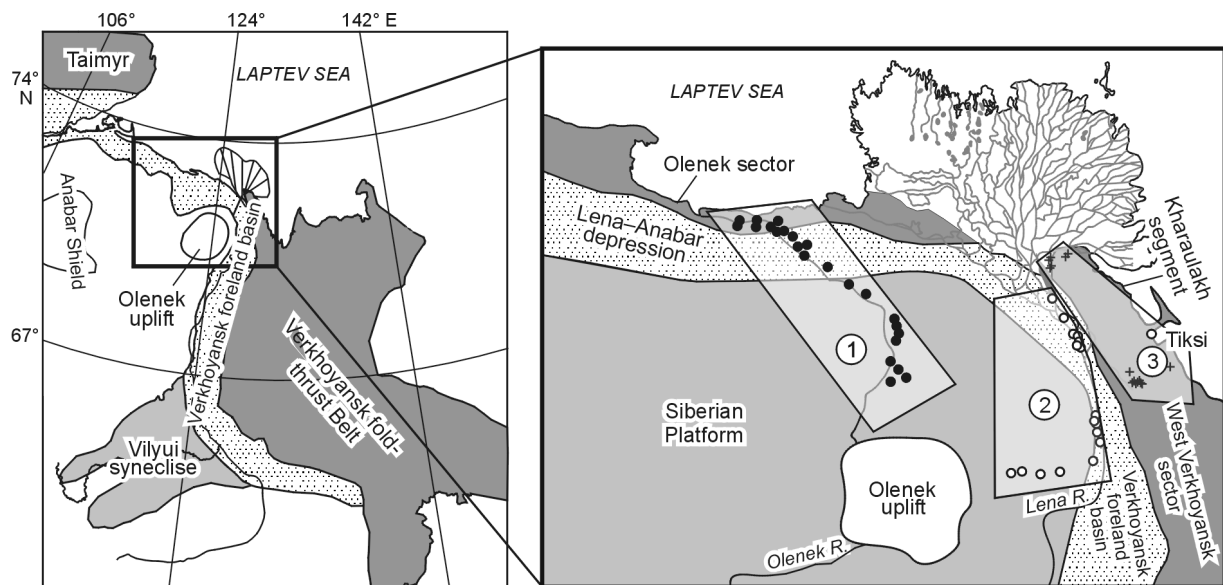 106°
124°
142° E
Taimyr
LAPTEV SEA
74°
N
Anabar Shield
Olenek
uplift
Verkhoyansk foreland basin
67°
Verkhoyansk fold-
thrust Belt
Vilyui
syneclise
LAPTEV SEA
Olenek sector
Lena–Anabar
depression
Kharaulakh
segment
Tiksi
1
2
3
Siberian
Platform
Olenek
uplift
Olenek R.
Lena R.
Verkhoyansk
foreland
basin
West Verkhoyansk
sector